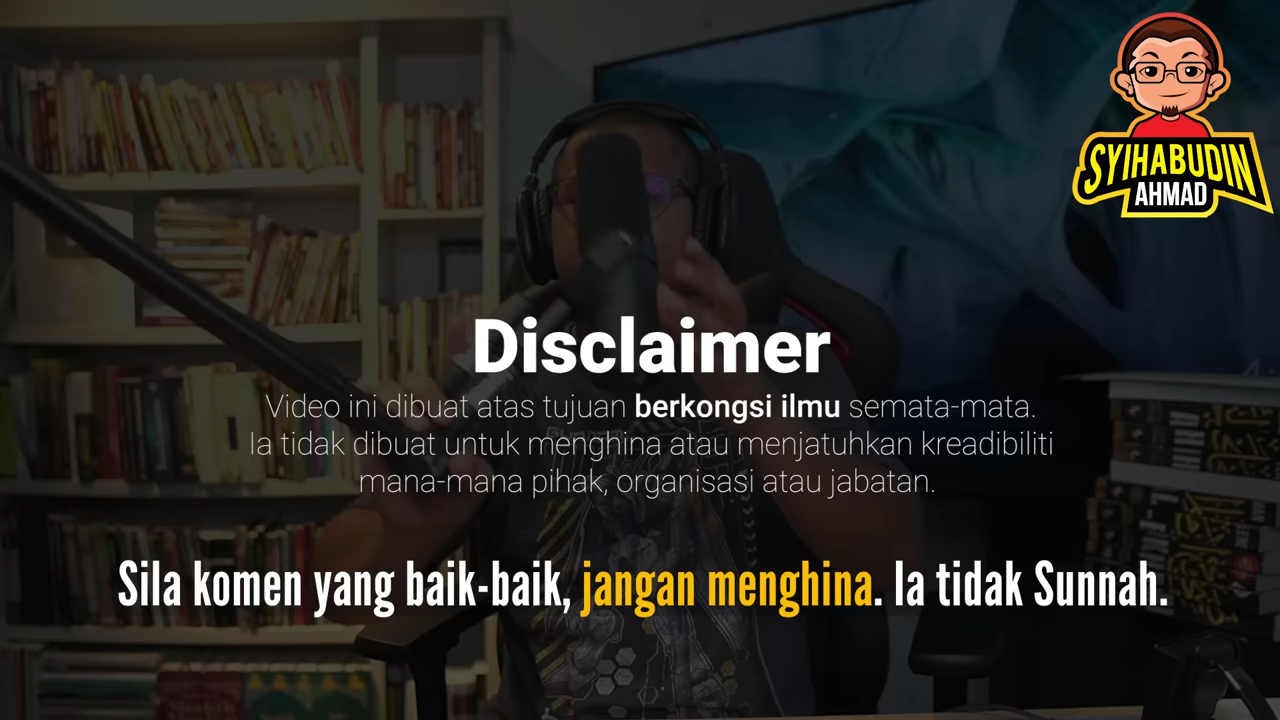 SYIHABUDIN
AHMAD
Disclaimer
Video ini dibuat atas tujuan berkongsi ilmu semata-mata.
Ia tidak dibuat untuk menghina atau menjatuhkan kreadibiliti
mana-mana pihak, organisasi atau jabatan.
Sila komen yang baik-baik, jangan menghina. Ia tidak Sunnah.